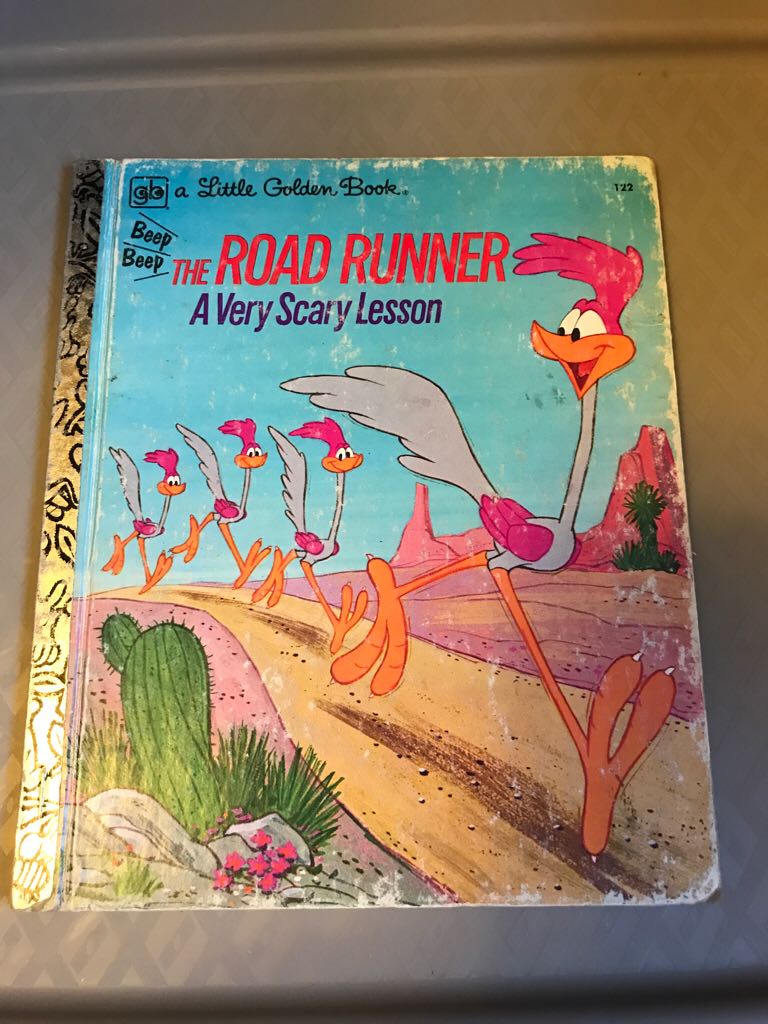 gb a Little Golden Book®
122
Beep
Beep
THE ROAD RUNNER
A Very Scary Lesson